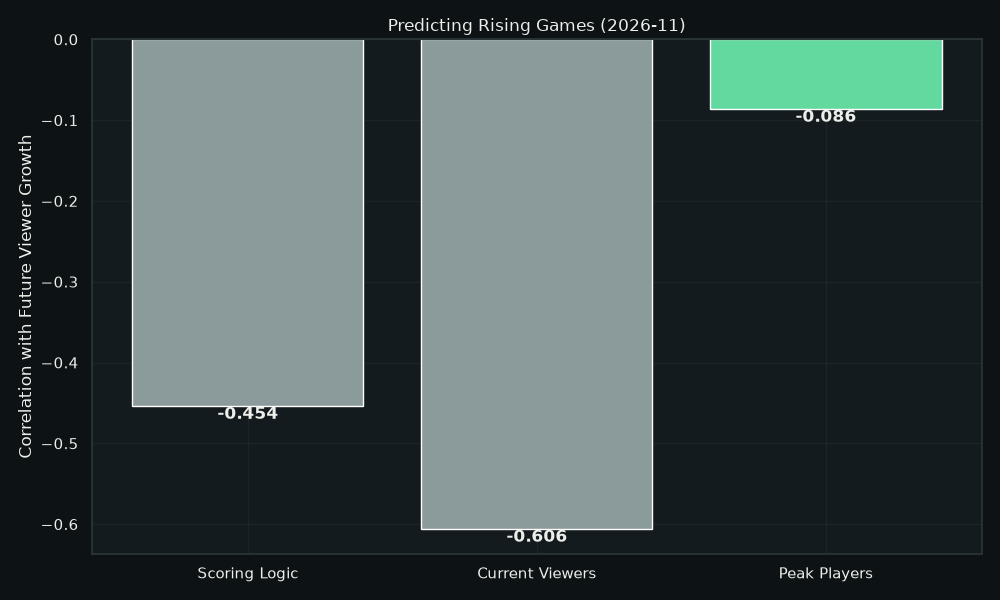 Predicting Rising Games (2026-11)
Correlation with Future Viewer Growth
0.0
−0.1
−0.2
−0.3
−0.4
−0.5
−0.6
-0.454
-0.606
-0.086
Scoring Logic
Current Viewers
Peak Players